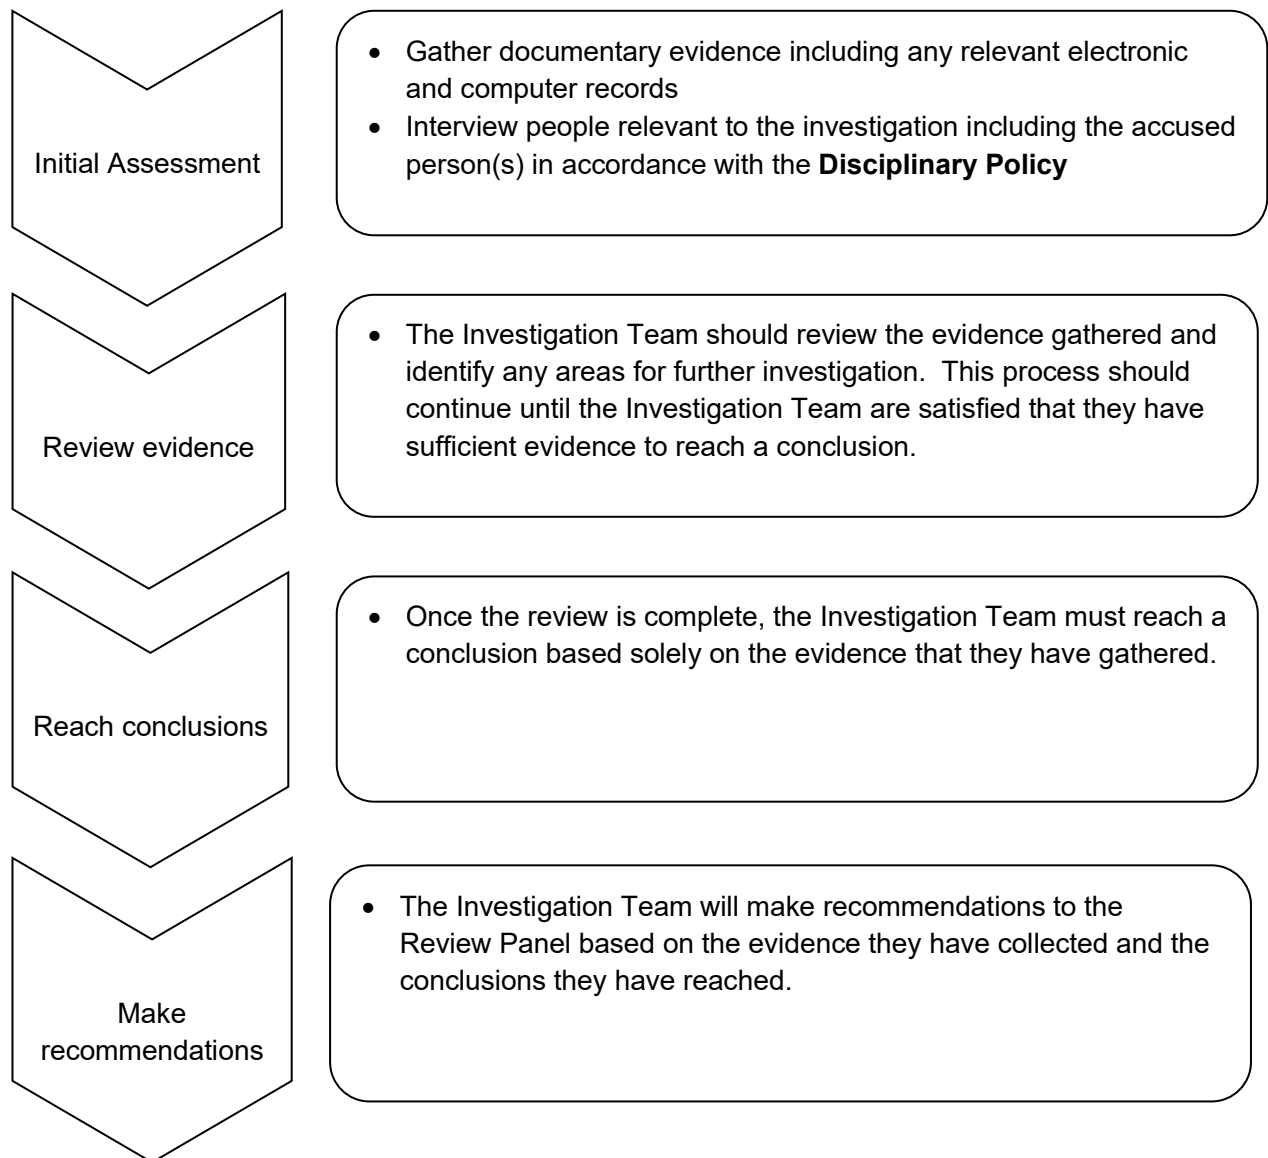 Initial Assessment
• Gather documentary evidence including any relevant electronic
and computer records
• Interview people relevant to the investigation including the accused
person(s) in accordance with the Disciplinary Policy
Review evidence
• The Investigation Team should review the evidence gathered and
identify any areas for further investigation.  This process should
continue until the Investigation Team are satisfied that they have
sufficient evidence to reach a conclusion.
Reach conclusions
• Once the review is complete, the Investigation Team must reach a
conclusion based solely on the evidence that they have gathered.
Make
recommendations
• The Investigation Team will make recommendations to the
Review Panel based on the evidence they have collected and the
conclusions they have reached.